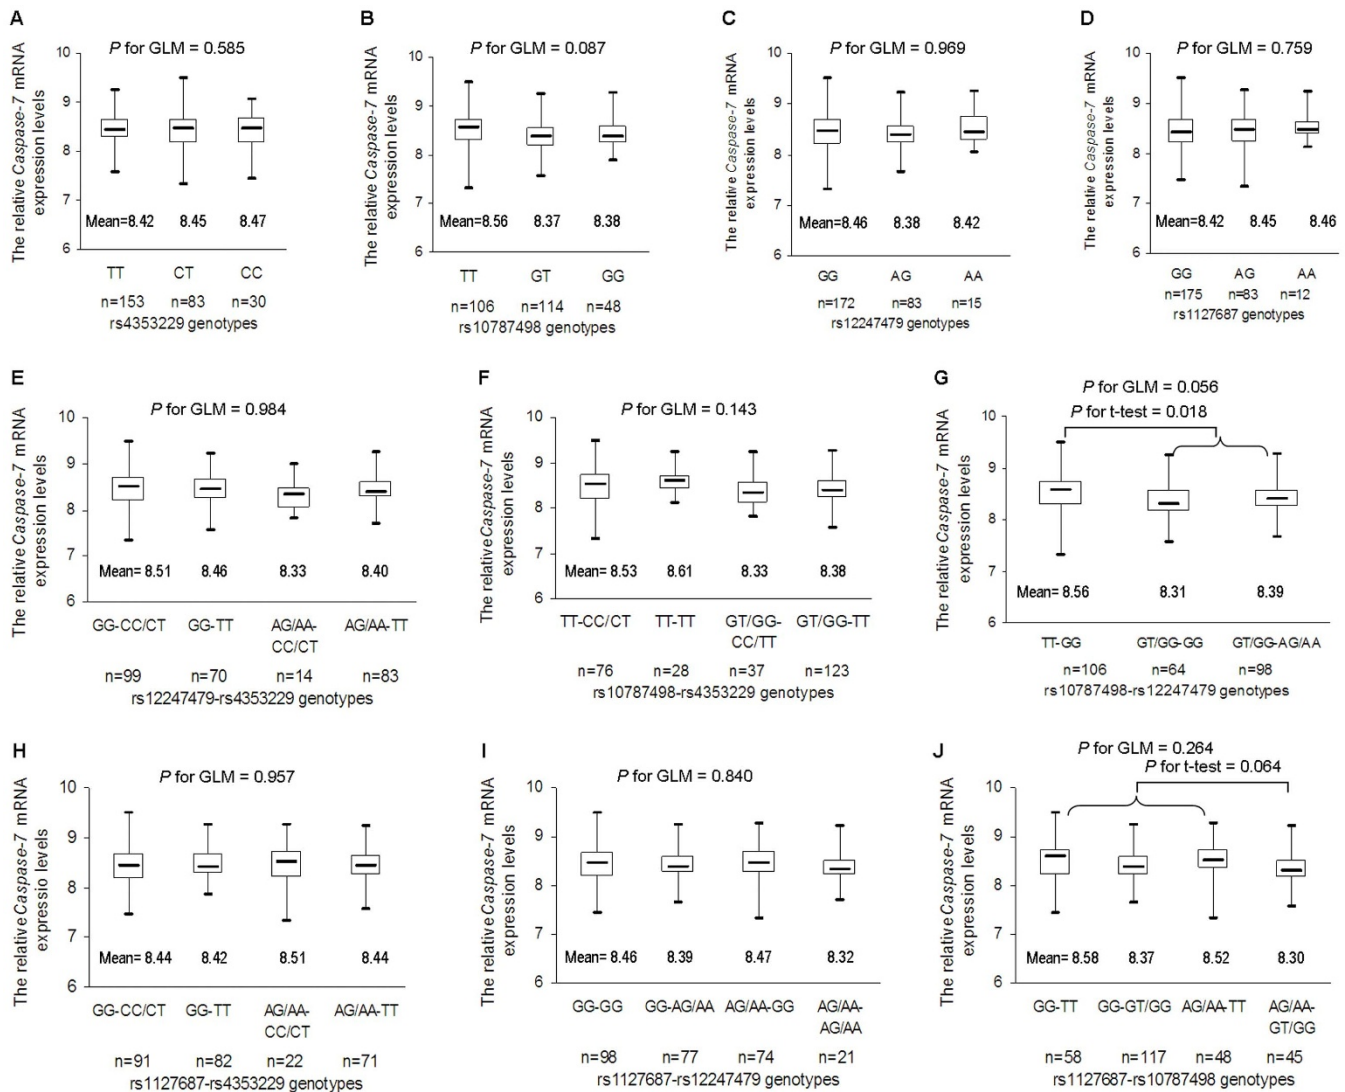 A
P for GLM = 0.585
The relative Caspase-7 mRNA
expression levels
10
9
8
7
6
Mean=8.42 8.45 8.47
TT CT CC
n=153 n=83 n=30
rs4353229 genotypes
B
P for GLM = 0.087
The relative Caspase-7 mRNA
expression levels
10
9
8
7
6
Mean=8.56 8.37 8.38
TT GT GG
n=106 n=114 n=48
rs10787498 genotypes
C
P for GLM = 0.969
The relative Caspase-7 mRNA
expression levels
10
9
8
7
6
Mean=8.46 8.38 8.42
GG AG AA
n=172 n=83 n=15
rs12247479 genotypes
D
P for GLM = 0.759
The relative Caspase-7 mRNA
expression levels
10
9
8
7
6
Mean=8.42 8.45 8.46
GG AG AA
n=175 n=83 n=12
rs1127687 genotypes
E
P for GLM = 0.984
The relative Caspase-7 mRNA
expression levels
10
9
8
7
6
Mean= 8.51 8.46 8.33 8.40
GG-CC/CT GG-TT AG/AA- AG/AA-TT
CC/CT
n=99 n=70 n=14 n=83
rs12247479-rs4353229 genotypes
F
P for GLM = 0.143
The relative Caspase-7 mRNA
expression levels
10
9
8
7
6
Mean= 8.53 8.61 8.33 8.38
TT-CC/CT TT-TT GT/GG- GT/GG-TT
CC/TT
n=76 n=28 n=37 n=123
rs10787498-rs4353229 genotypes
G
P for GLM = 0.056
P for t-test = 0.018
The relative Caspase-7 mRNA
expression levels
10
9
8
7
6
Mean= 8.56 8.31 8.39
TT-GG GT/GG-GG GT/GG-AG/AA
n=106 n=64 n=98
rs10787498-rs12247479 genotypes
H
P for GLM = 0.957
The relative Caspase-7 mRNA
expressio levels
10
9
8
7
6
Mean= 8.44 8.42 8.51 8.44
GG-CC/CT GG-TT AG/AA- AG/AA-TT
CC/CT
n=91 n=82 n=22 n=71
rs1127687-rs4353229 genotypes
I
P for GLM = 0.840
The relative Caspase-7 mRNA
expression levels
10
9
8
7
6
Mean= 8.46 8.39 8.47 8.32
GG-GG GG-AG/AA AG/AA-GG AG/AA-
AG/AA
n=98 n=77 n=74 n=21
rs1127687-rs12247479 genotypes
J
P for GLM = 0.264
P for t-test = 0.064
The relative Caspase-7 mRNA
expression levels
10
9
8
7
6
Mean= 8.58 8.37 8.52 8.30
GG-TT GG-GT/GG AG/AA-TT AG/AA-
GT/GG
n=58 n=117 n=48 n=45
rs1127687-rs10787498 genotypes